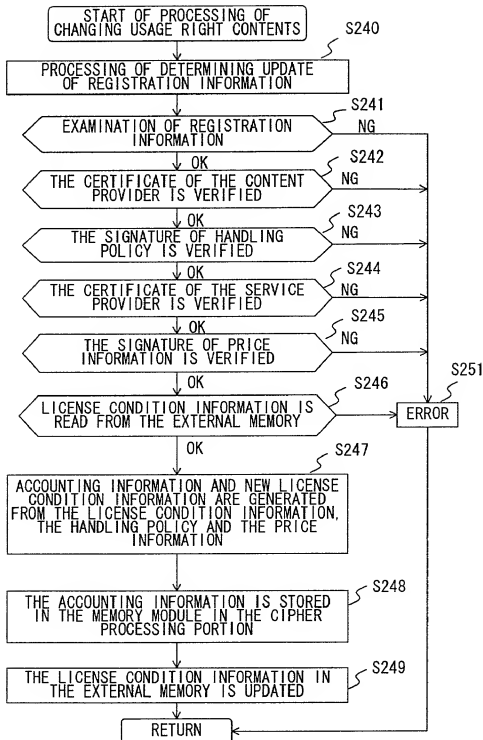 START OF PROCESSING OF
CHANGING USAGE RIGHT CONTENTS
S240
PROCESSING OF DETERMINING UPDATE
OF REGISTRATION INFORMATION
S241
EXAMINATION OF REGISTRATION
INFORMATION
NG
OK
S242
THE CERTIFICATE OF THE CONTENT
PROVIDER IS VERIFIED
NG
OK
S243
THE SIGNATURE OF HANDLING
POLICY IS VERIFIED
NG
OK
S244
THE CERTIFICATE OF THE SERVICE
PROVIDER IS VERIFIED
NG
OK
S245
THE SIGNATURE OF PRICE
INFORMATION IS VERIFIED
NG
OK
S246
LICENSE CONDITION INFORMATION IS
READ FROM THE EXTERNAL MEMORY
S251
ERROR
OK
S247
ACCOUNTING INFORMATION AND NEW LICENSE
CONDITION INFORMATION ARE GENERATED
FROM THE LICENSE CONDITION INFORMATION,
THE HANDLING POLICY AND THE PRICE
INFORMATION
S248
THE ACCOUNTING INFORMATION IS STORED
IN THE MEMORY MODULE IN THE CIPHER
PROCESSING PORTION
S249
THE LICENSE CONDITION INFORMATION IN
THE EXTERNAL MEMORY IS UPDATED
RETURN